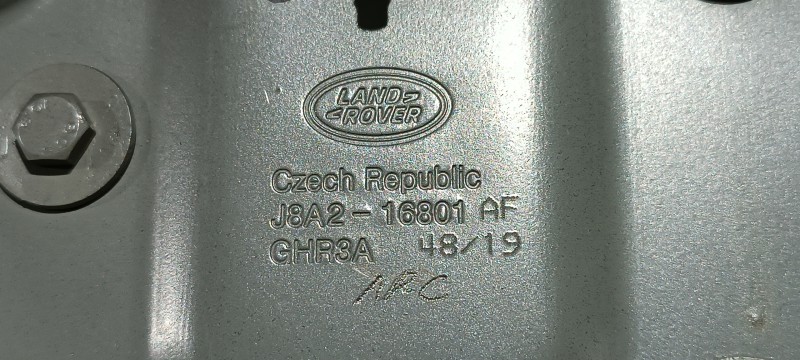 LAND
ROVER
Czech Republic
J8A2-16801 AF
GHR3A 48/19